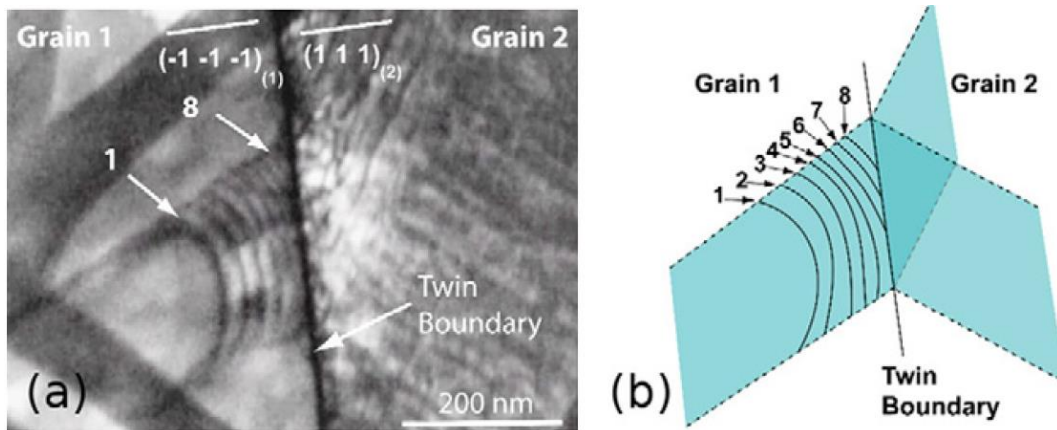 Grain 1
(-1 -1 -1)(1)
(1 1 1)(2)
Grain 2
8
1
Twin
Boundary
(a)
200 nm
Grain 1
Grain 2
8
7
6
5
4
3
2
1
(b)
Twin
Boundary